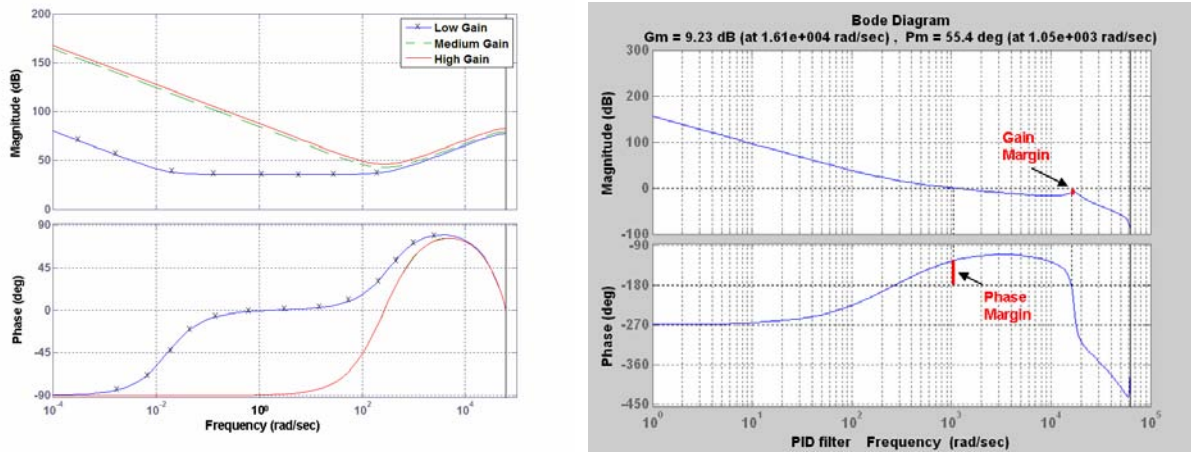 200
150
100
50
0
Magnitude (dB)
Low Gain
Medium Gain
High Gain
90
45
0
-45
-90
Phase (deg)
10^-4
10^-2
10^0
10^2
10^4
Frequency (rad/sec)
Bode Diagram
Gm = 9.23 dB (at 1.61e+004 rad/sec) , Pm = 55.4 deg (at 1.05e+003 rad/sec)
300
200
100
0
-100
Magnitude (dB)
Gain
Margin
-90
-180
-270
-360
-450
Phase (deg)
Phase
Margin
10^0
10^1
10^2
10^3
10^4
10^5
PID filter Frequency (rad/sec)